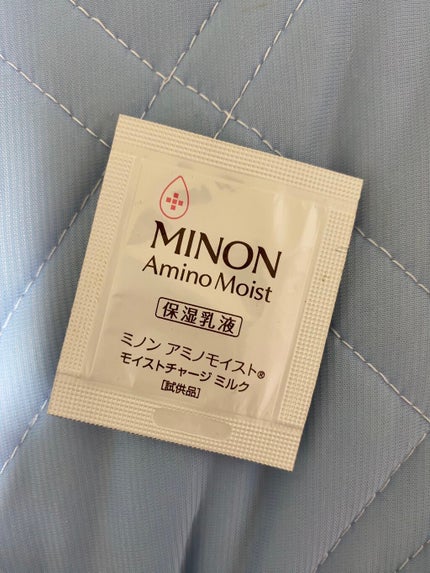 MINON
Amino Moist
保湿乳液
ミノン アミノモイスト®
モイストチャージ ミルク
[試供品]